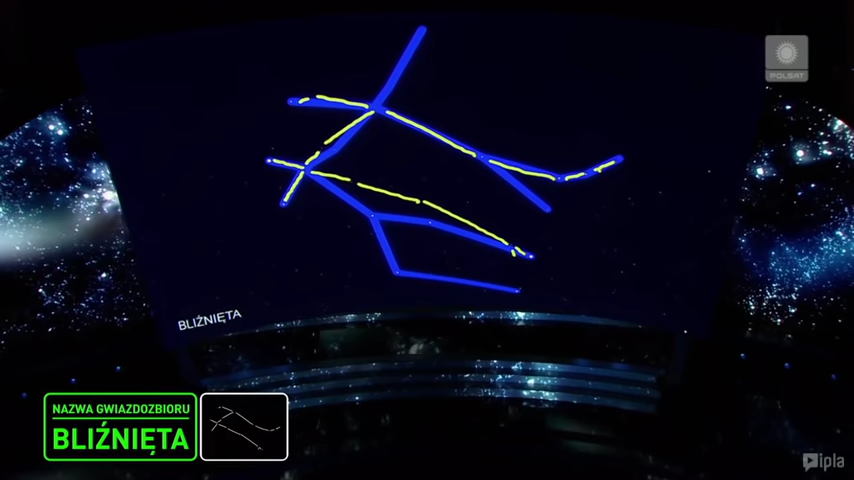 POLSAT
BLIŹNIĘTA
NAZWA GWIAZDOZBIORU
BLIŹNIĘTA
ipla